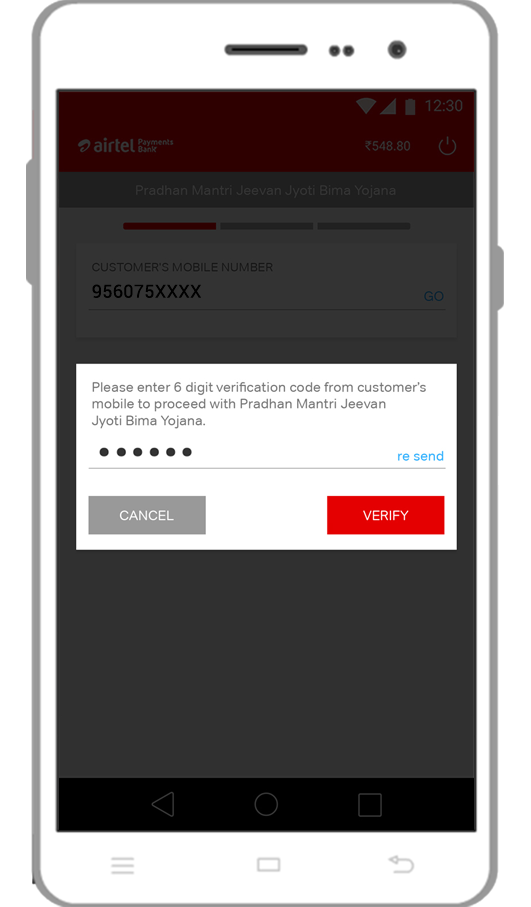 12:30
airtel Payments Bank
₹548.80
Pradhan Mantri Jeevan Jyoti Bima Yojana
CUSTOMER'S MOBILE NUMBER
956075XXXX
GO
Please enter 6 digit verification code from customer's
mobile to proceed with Pradhan Mantri Jeevan
Jyoti Bima Yojana.
re send
CANCEL
VERIFY